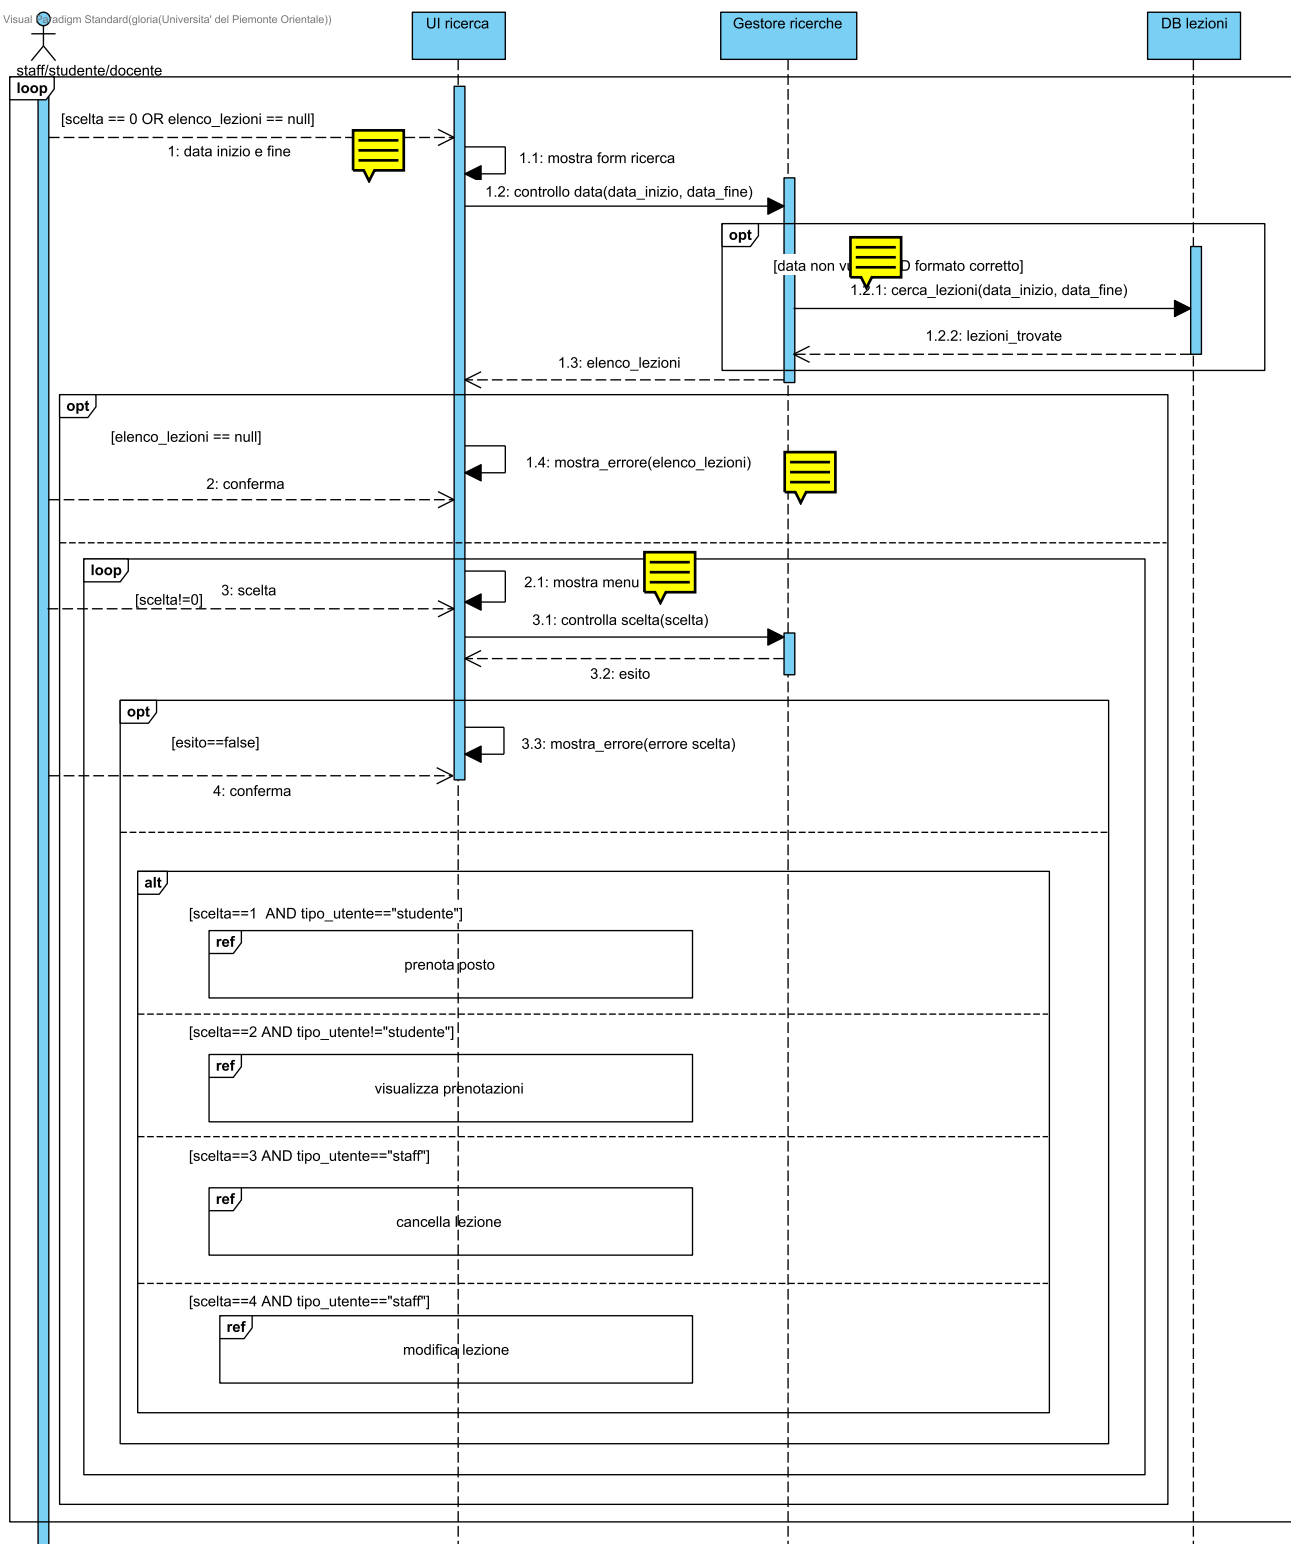 Visual Paradigm Standard(gloria(Universita' del Piemonte Orientale))
UI ricerca
Gestore ricerche
DB lezioni
staff/studente/docente
loop
[scelta == 0 OR elenco_lezioni == null]
1: data inizio e fine
1.1: mostra form ricerca
1.2: controllo data(data_inizio, data_fine)
opt
[data non formato corretto]
1.2.1: cerca_lezioni(data_inizio, data_fine)
1.2.2: lezioni_trovate
1.3: elenco_lezioni
opt
[elenco_lezioni == null]
1.4: mostra_errore(elenco_lezioni)
2: conferma
loop
2.1: mostra menu
3: scelta
[scelta!=0]
3.1: controlla scelta(scelta)
3.2: esito
opt
[esito==false]
3.3: mostra_errore(errore scelta)
4: conferma
alt
[scelta==1 AND tipo_utente=="studente"]
ref
prenota posto
[scelta==2 AND tipo_utente!="studente"]
ref
visualizza prenotazioni
[scelta==3 AND tipo_utente=="staff"]
ref
cancella lezione
[scelta==4 AND tipo_utente=="staff"]
ref
modifica lezione